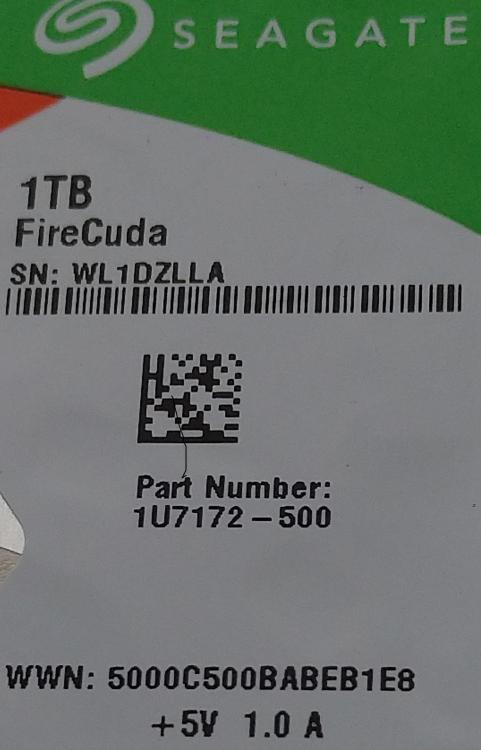 SEAGATE
1TB
FireCuda
SN: WL1DZLLA
Part Number:
1U7172-500
WWN: 5000C500BABEB1E8
+5V 1.0 A